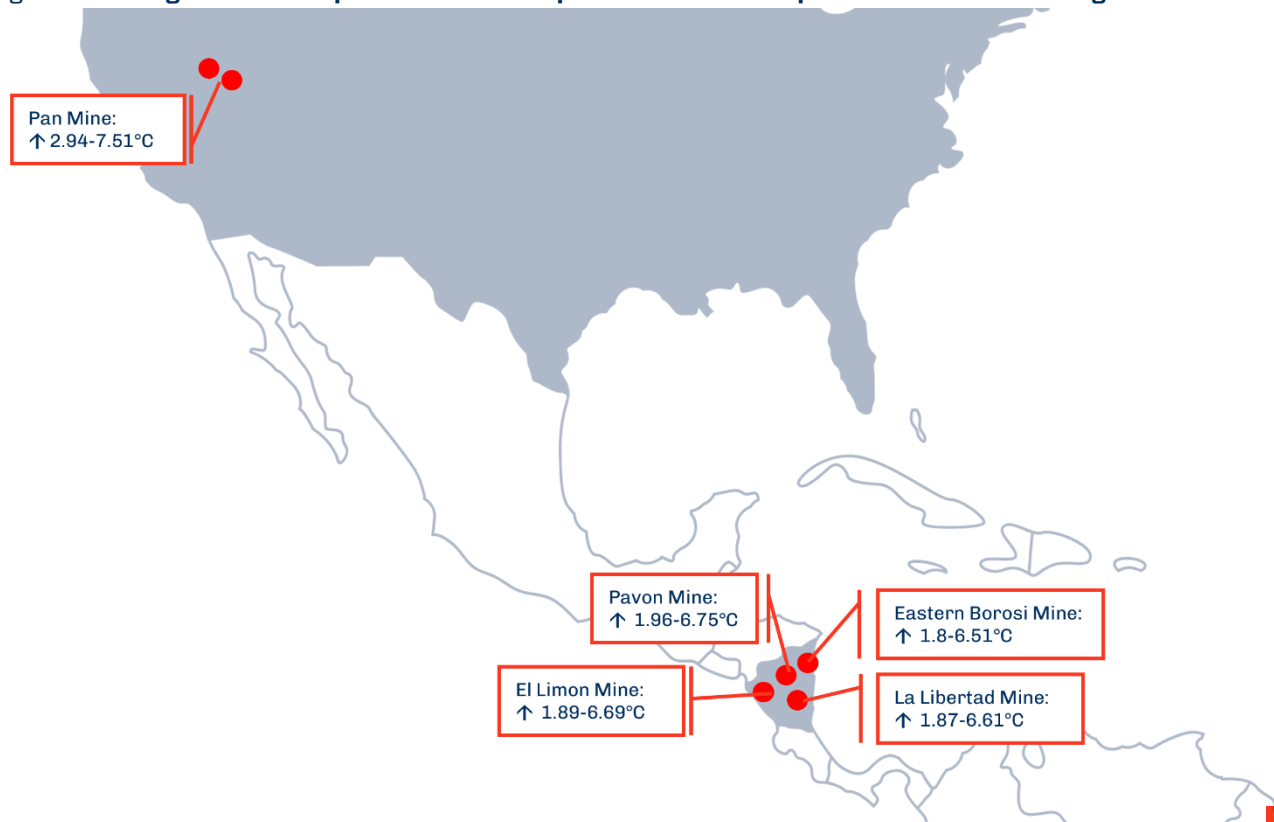 Pan Mine:
↑ 2.94-7.51°C
Pavon Mine:
↑ 1.96-6.75°C
Eastern Borosi Mine:
↑ 1.8-6.51°C
El Limon Mine:
↑ 1.89-6.69°C
La Libertad Mine:
↑ 1.87-6.61°C